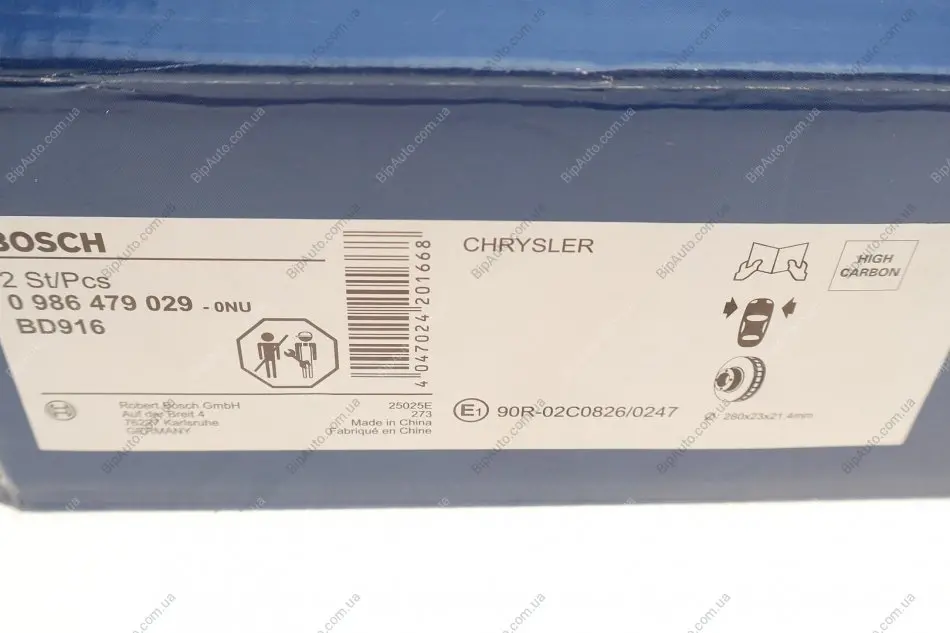 BOSCH
2 St/Pcs
0 986 479 029 - 0NU
BD916
4 047024 201668
Robert Bosch GmbH
Auf der Breit 4
76227 Karlsruhe
GERMANY
25025E
273
Made in China
Fabriqué en Chine
CHRYSLER
E1 90R-02C0826/0247
HIGH
CARBON
Ø: 280x23x21.4mm
BipAuto.com.ua